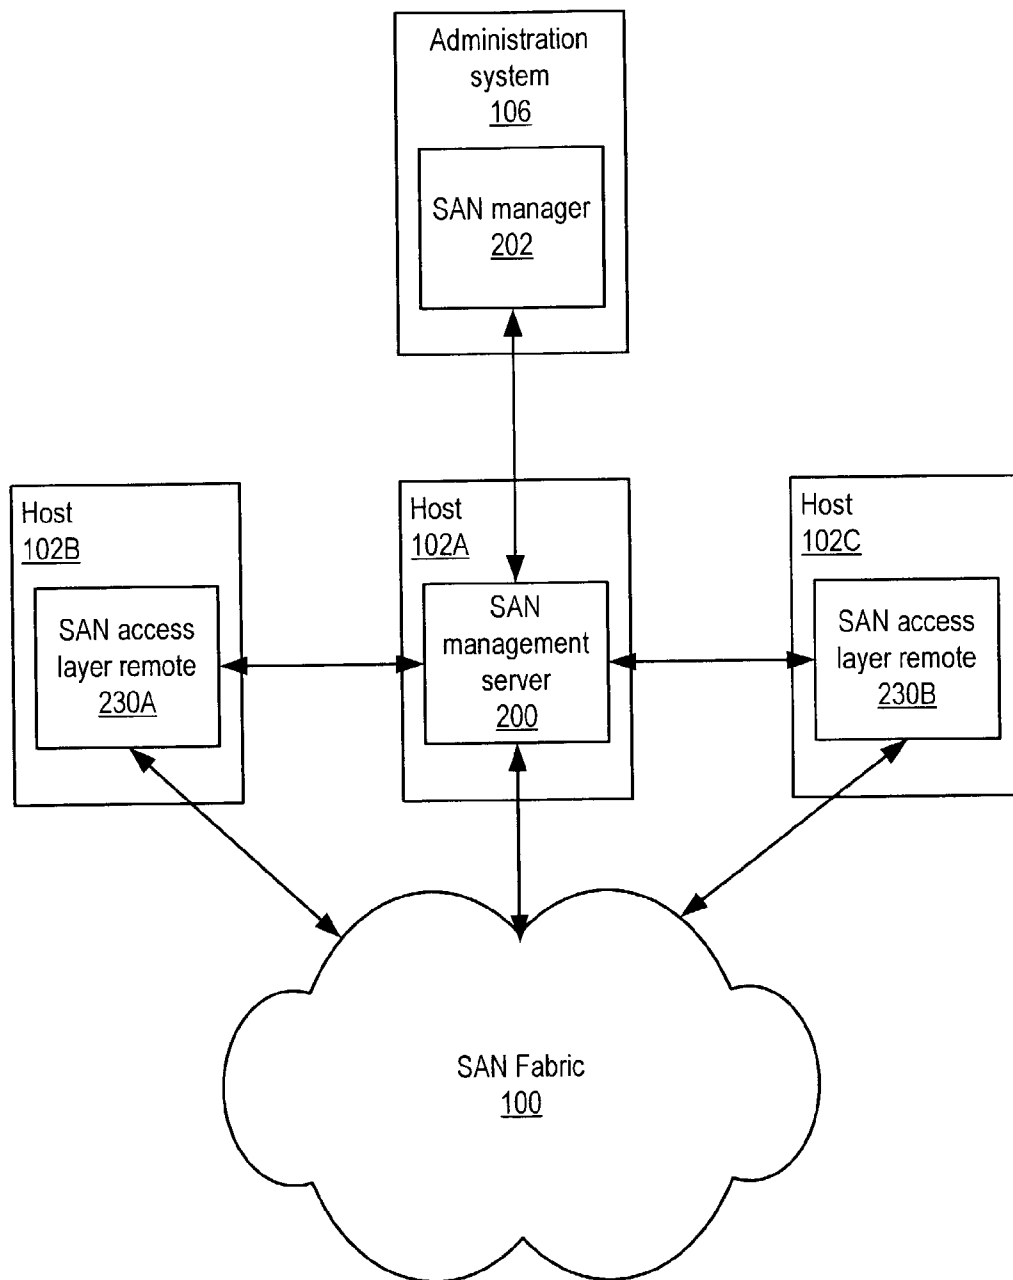 Administration
system
106
SAN manager
202
Host
102B
SAN access
layer remote
230A
Host
102A
SAN
management
server
200
Host
102C
SAN access
layer remote
230B
SAN Fabric
100